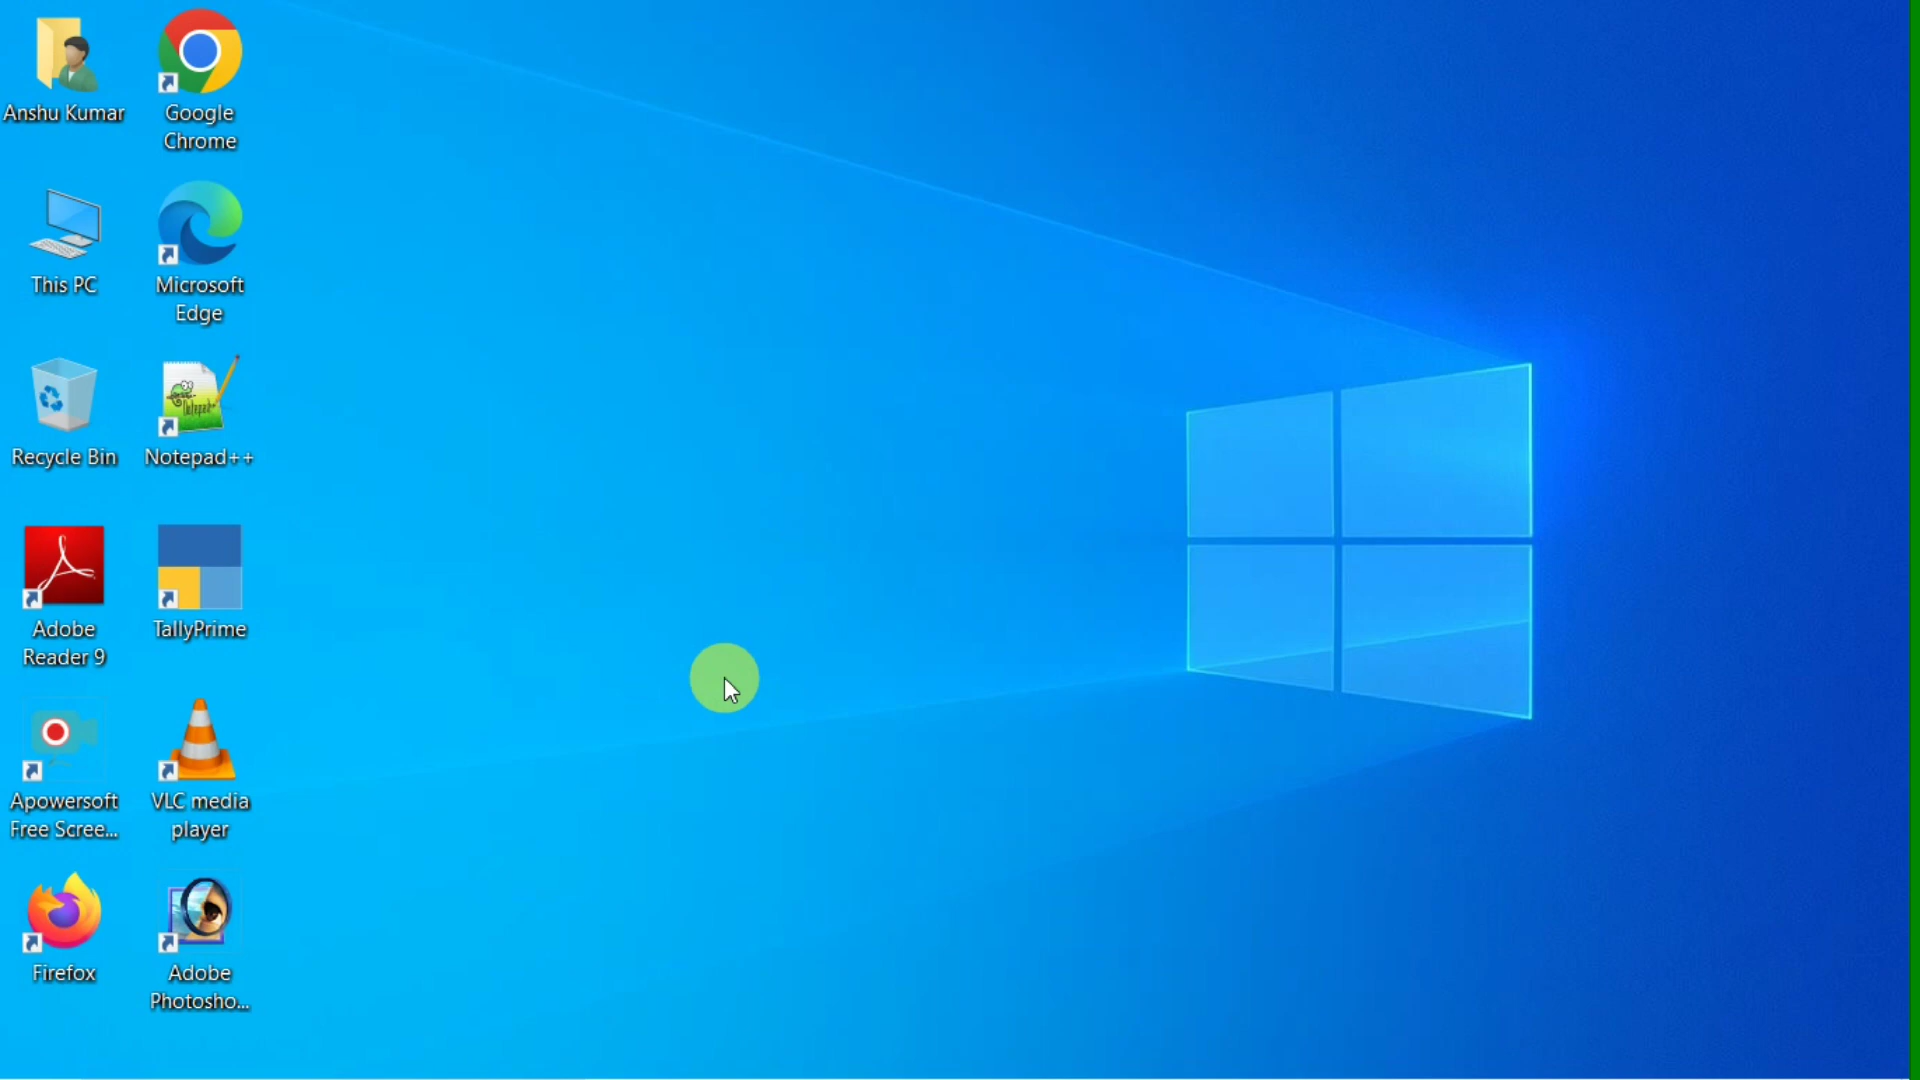 Anshu Kumar
Google
Chrome
This PC
Microsoft
Edge
Recycle Bin
Notepad++
Adobe
Reader 9
TallyPrime
Apowersoft
Free Scree...
VLC media
player
Firefox
Adobe
Photosho...